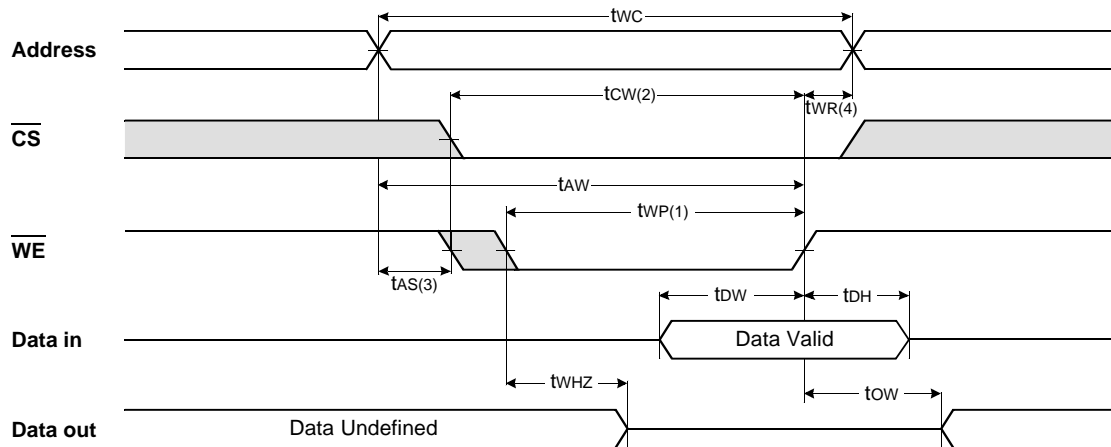 tWC
Address
tCW(2)
tWR(4)
CS
tAW
tWP(1)
WE
tAS(3)
tDW
tDH
Data in
Data Valid
tWHZ
tOW
Data out
Data Undefined